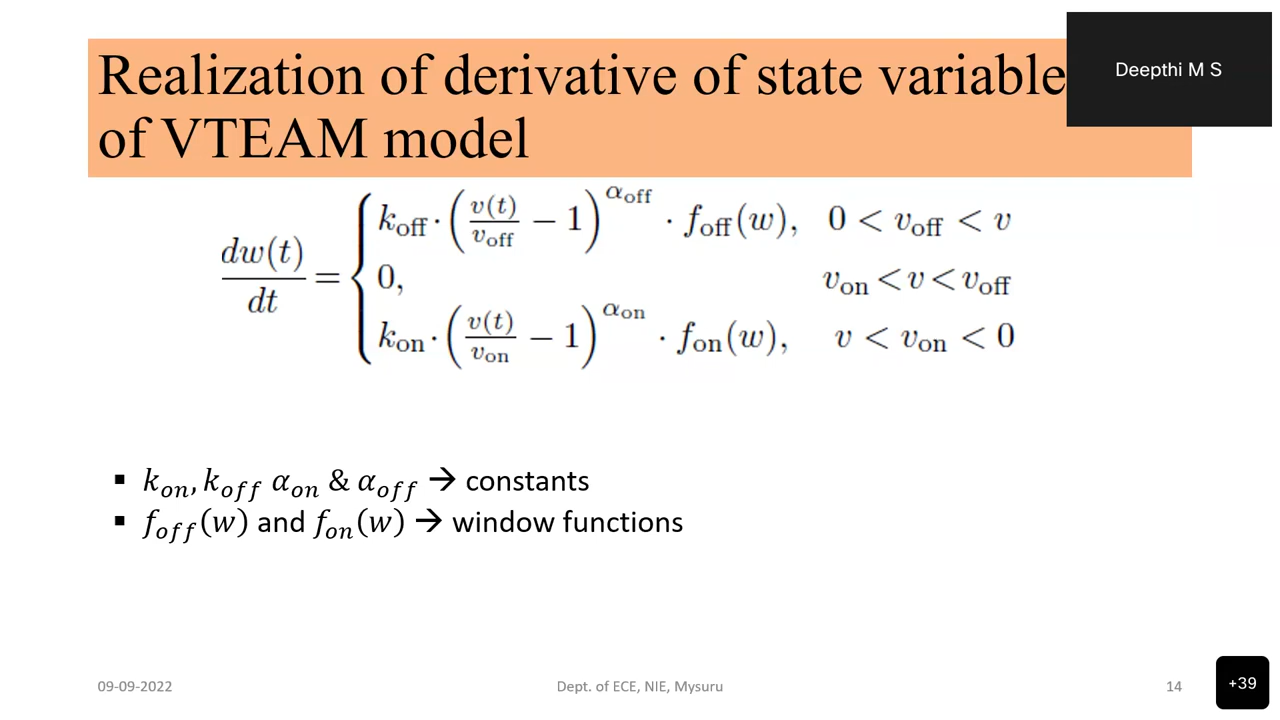 Realization of derivative of state variable
of VTEAM model
Deepthi M S
dw(t)/dt = { k_off · (v(t)/v_off − 1)^α_off · f_off(w), 0 < v_off < v
0, v_on < v < v_off
k_on · (v(t)/v_on − 1)^α_on · f_on(w), v < v_on < 0
▪ k_on, k_off α_on & α_off → constants
▪ f_off(w) and f_on(w) → window functions
09-09-2022
Dept. of ECE, NIE, Mysuru
14
+39